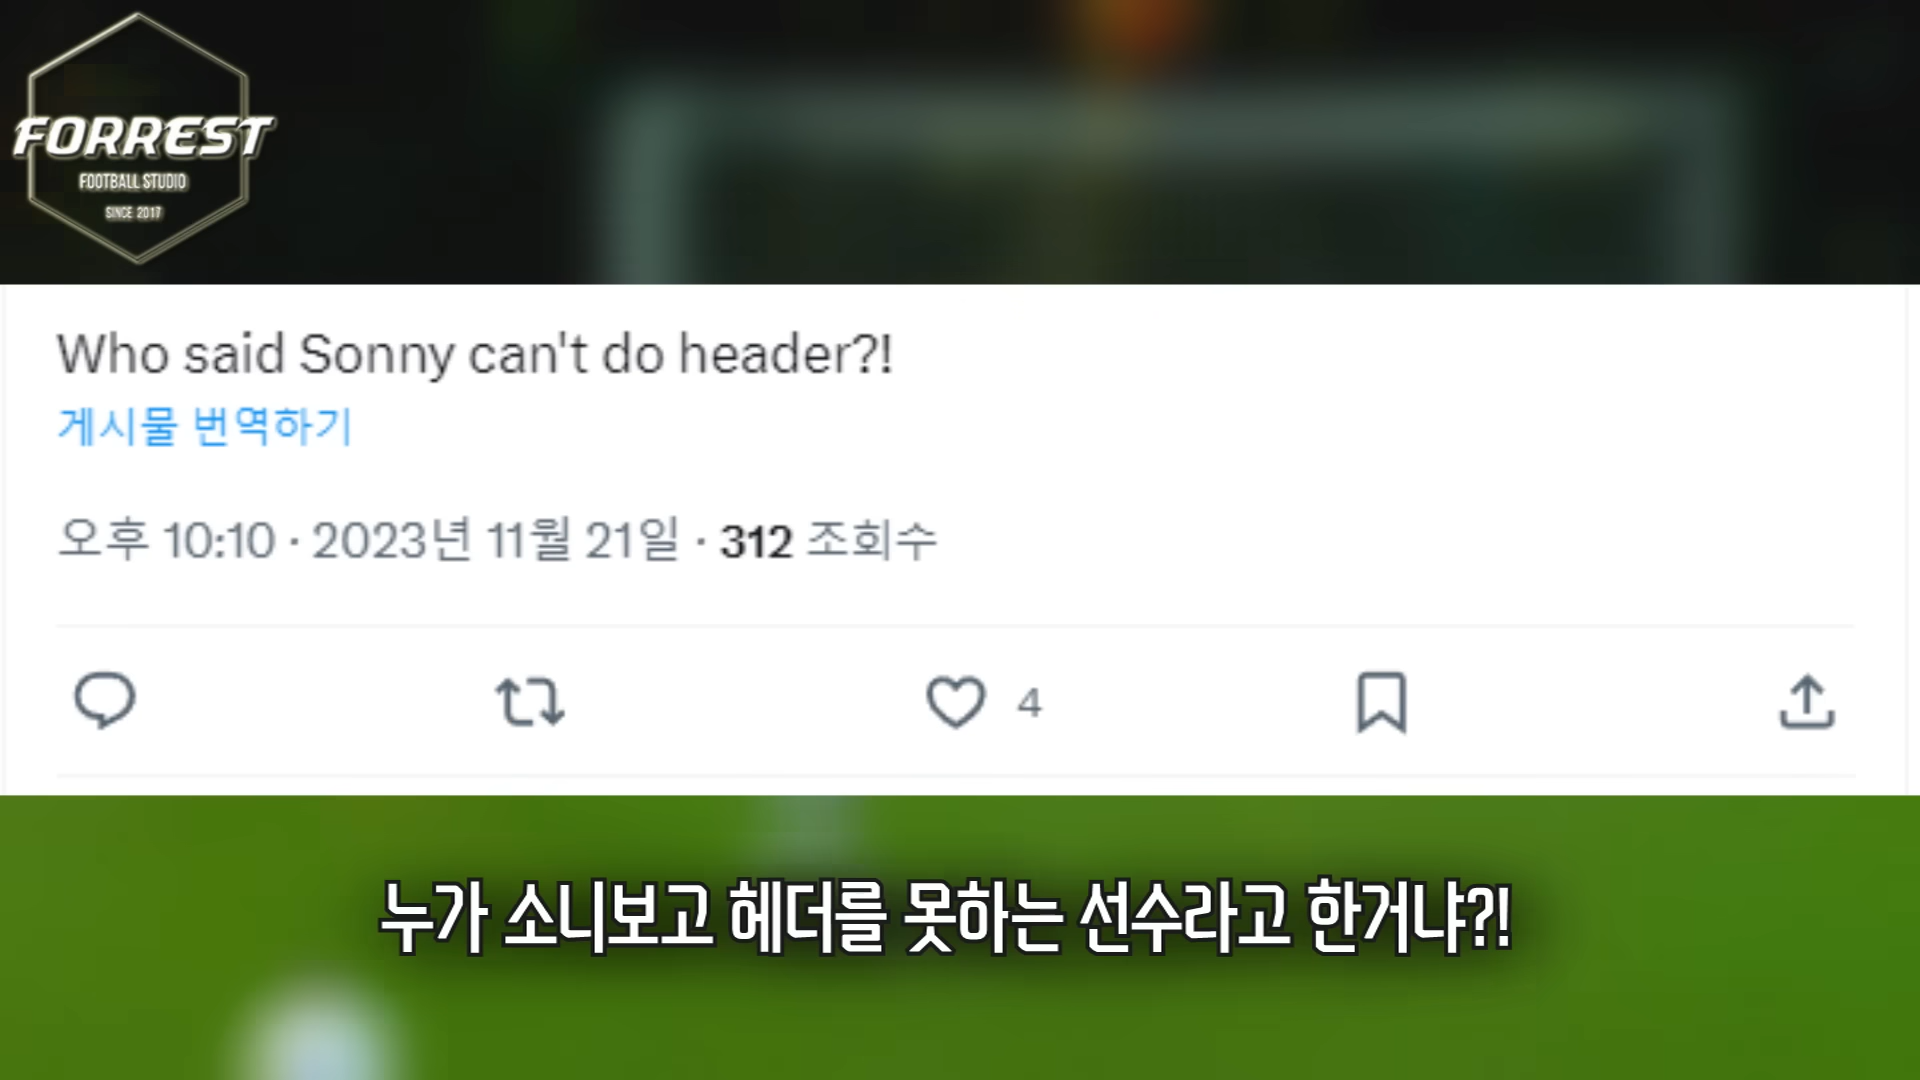 FORREST
FOOTBALL STUDIO
SINCE 2017
Who said Sonny can't do header?!
게시물 번역하기
오후 10:10 · 2023년 11월 21일 · 312 조회수
4
누가 소니보고 헤더를 못하는 선수라고 한거냐?!